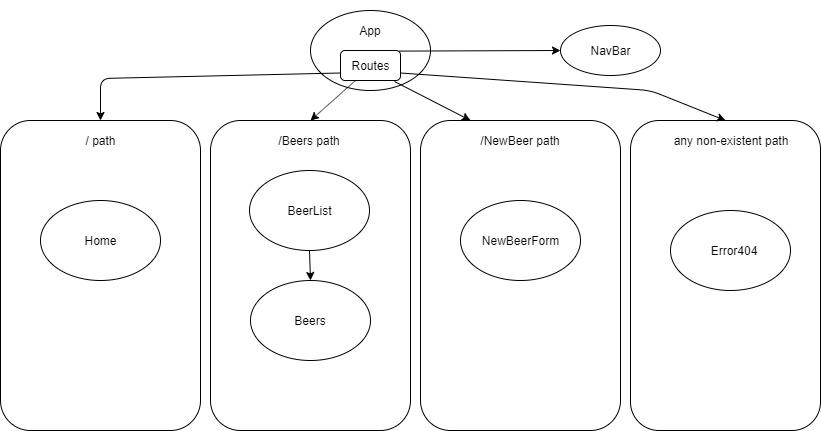 App
Routes
NavBar
/ path
/Beers path
/NewBeer path
any non-existent path
Home
BeerList
NewBeerForm
Error404
Beers